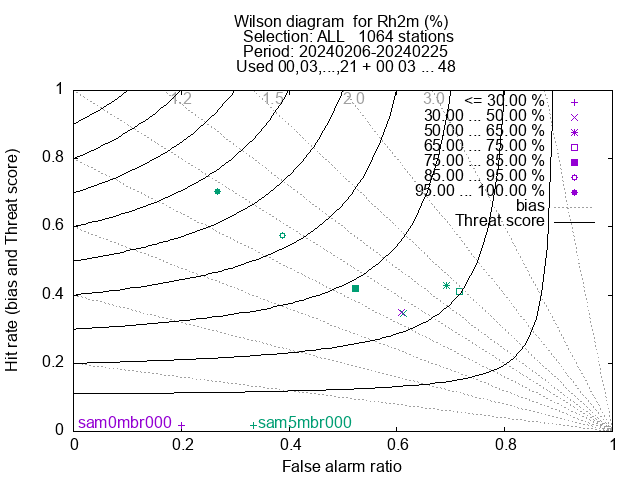 Wilson diagram  for Rh2m (%)
Selection: ALL   1064 stations
Period: 20240206-20240225
Used 00,03,...,21 + 00 03 ... 48
1
0.8
0.6
0.4
0.2
0
1.2
1.5
2.0
3.0
<= 30.00 %
30.00 ... 50.00 %
50.00 ... 65.00 %
65.00 ... 75.00 %
75.00 ... 85.00 %
85.00 ... 95.00 %
95.00 ... 100.00 %
bias
Threat score
Hit rate (bias and Threat score)
sam0mbr000
sam5mbr000
0 0.2 0.4 0.6 0.8 1
False alarm ratio